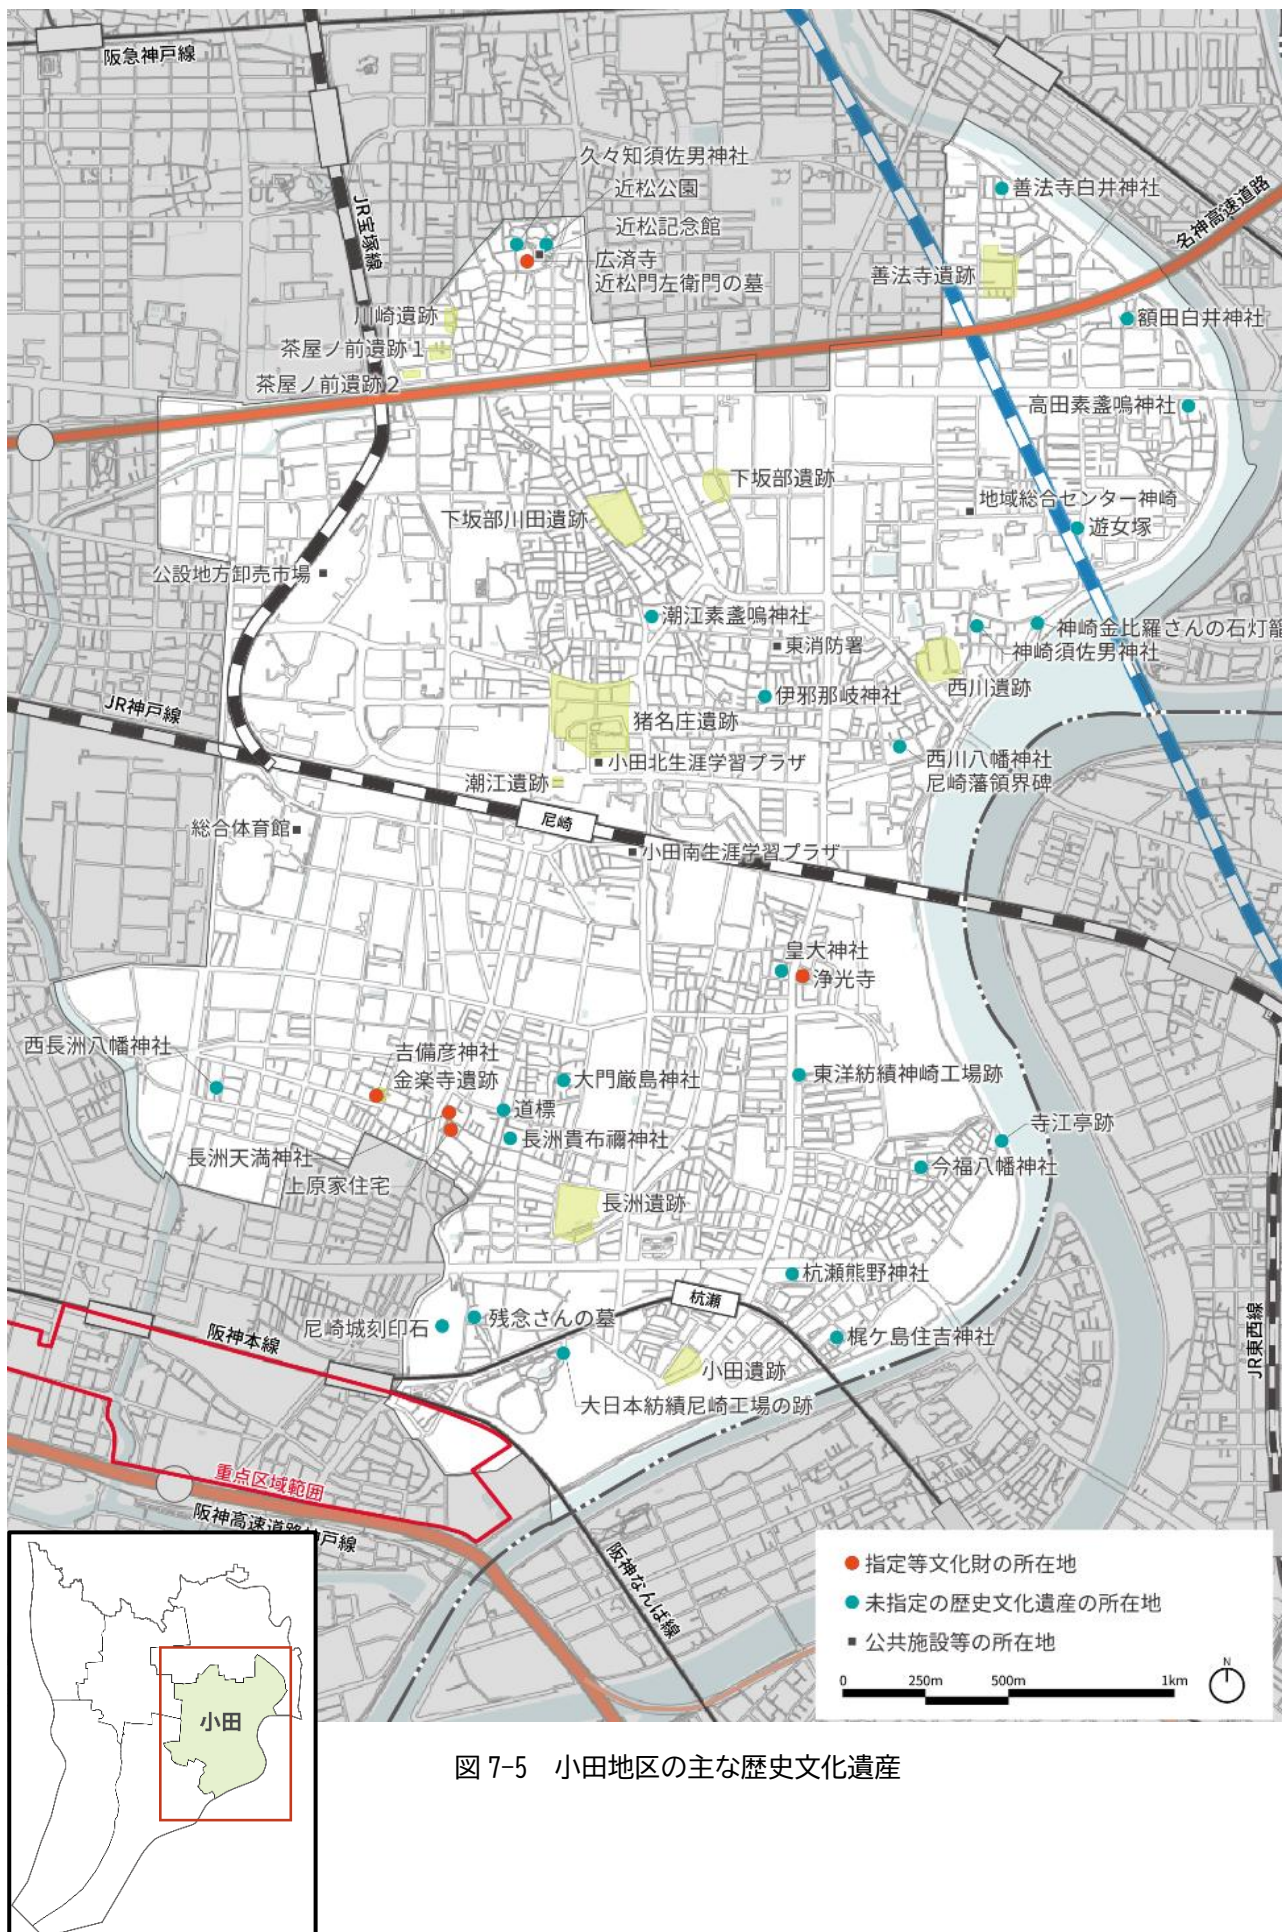 阪急神戸線
JR宝塚線
久々知須佐男神社
近松公園
近松記念館
広済寺
近松門左衛門の墓
善法寺白井神社
名神高速道路
善法寺遺跡
額田白井神社
川崎遺跡
茶屋ノ前遺跡1
茶屋ノ前遺跡2
高田素盞嗚神社
下坂部遺跡
地域総合センター神崎
下坂部川田遺跡
遊女塚
公設地方卸売市場
潮江素盞嗚神社
神崎金比羅さんの石灯籠
東消防署
神崎須佐男神社
西川遺跡
伊邪那岐神社
JR神戸線
猪名庄遺跡
西川八幡神社
尼崎藩領界碑
小田北生涯学習プラザ
潮江遺跡
尼崎
総合体育館
小田南生涯学習プラザ
皇大神社
浄光寺
西長洲八幡神社
吉備彦神社
金楽寺遺跡
大門厳島神社
東洋紡績神崎工場跡
道標
寺江亭跡
長洲貴布禰神社
長洲天満神社
今福八幡神社
上原家住宅
長洲遺跡
杭瀬熊野神社
杭瀬
残念さんの墓
尼崎城刻印石
阪神本線
梶ケ島住吉神社
JR東西線
小田遺跡
大日本紡績尼崎工場の跡
重点区域範囲
阪神高速道路神戸線
阪神なんば線
指定等文化財の所在地
未指定の歴史文化遺産の所在地
公共施設等の所在地
0 250m 500m 1km
N
小田
図 7-5 小田地区の主な歴史文化遺産